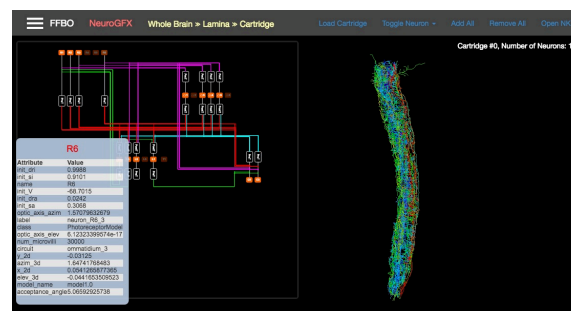 FFBO NeuroGFX Whole Brain » Lamina » Cartridge Load Cartridge Toggle Neuron Add All Remove All Open NK
Cartridge #0, Number of Neurons: 1
R6
Attribute Value
init_dri 0.9988
init_si 0.9101
name R6
init_V -68.7015
init_dra 0.0242
init_sa 0.3068
optic_axis_azim 1.57079632679
label neuron_R6_3
class PhotoreceptorModel
optic_axis_elev 6.12323399574e-17
num_microvilli 30000
circuit ommatidium_3
y_2d -0.03125
azim_3d 1.64741768483
x_2d 0.0541265877365
elev_3d -0.0441653509523
model_name model1.0
acceptance_angle5.06592925738